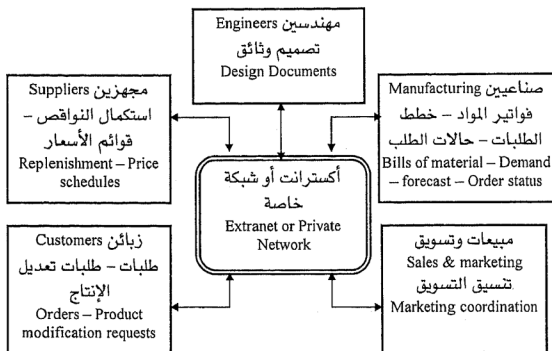 مهندسين Engineers
تصميم وثائق
Design Documents
مجهزين Suppliers
استكمال النواقص –
قوائم الأسعار
Replenishment – Price
schedules
صناعيين Manufacturing
فواتير المواد – خطط
الطلبات – حالات الطلب
Bills of material – Demand
– forecast – Order status
أكسترانت أو شبكة
خاصة
Extranet or Private
Network
زبائن Customers
طلبات – طلبات تعديل
الإنتاج
Orders – Product
modification requests
مبيعات وتسويق
Sales & marketing
تنسيق التسويق
Marketing coordination